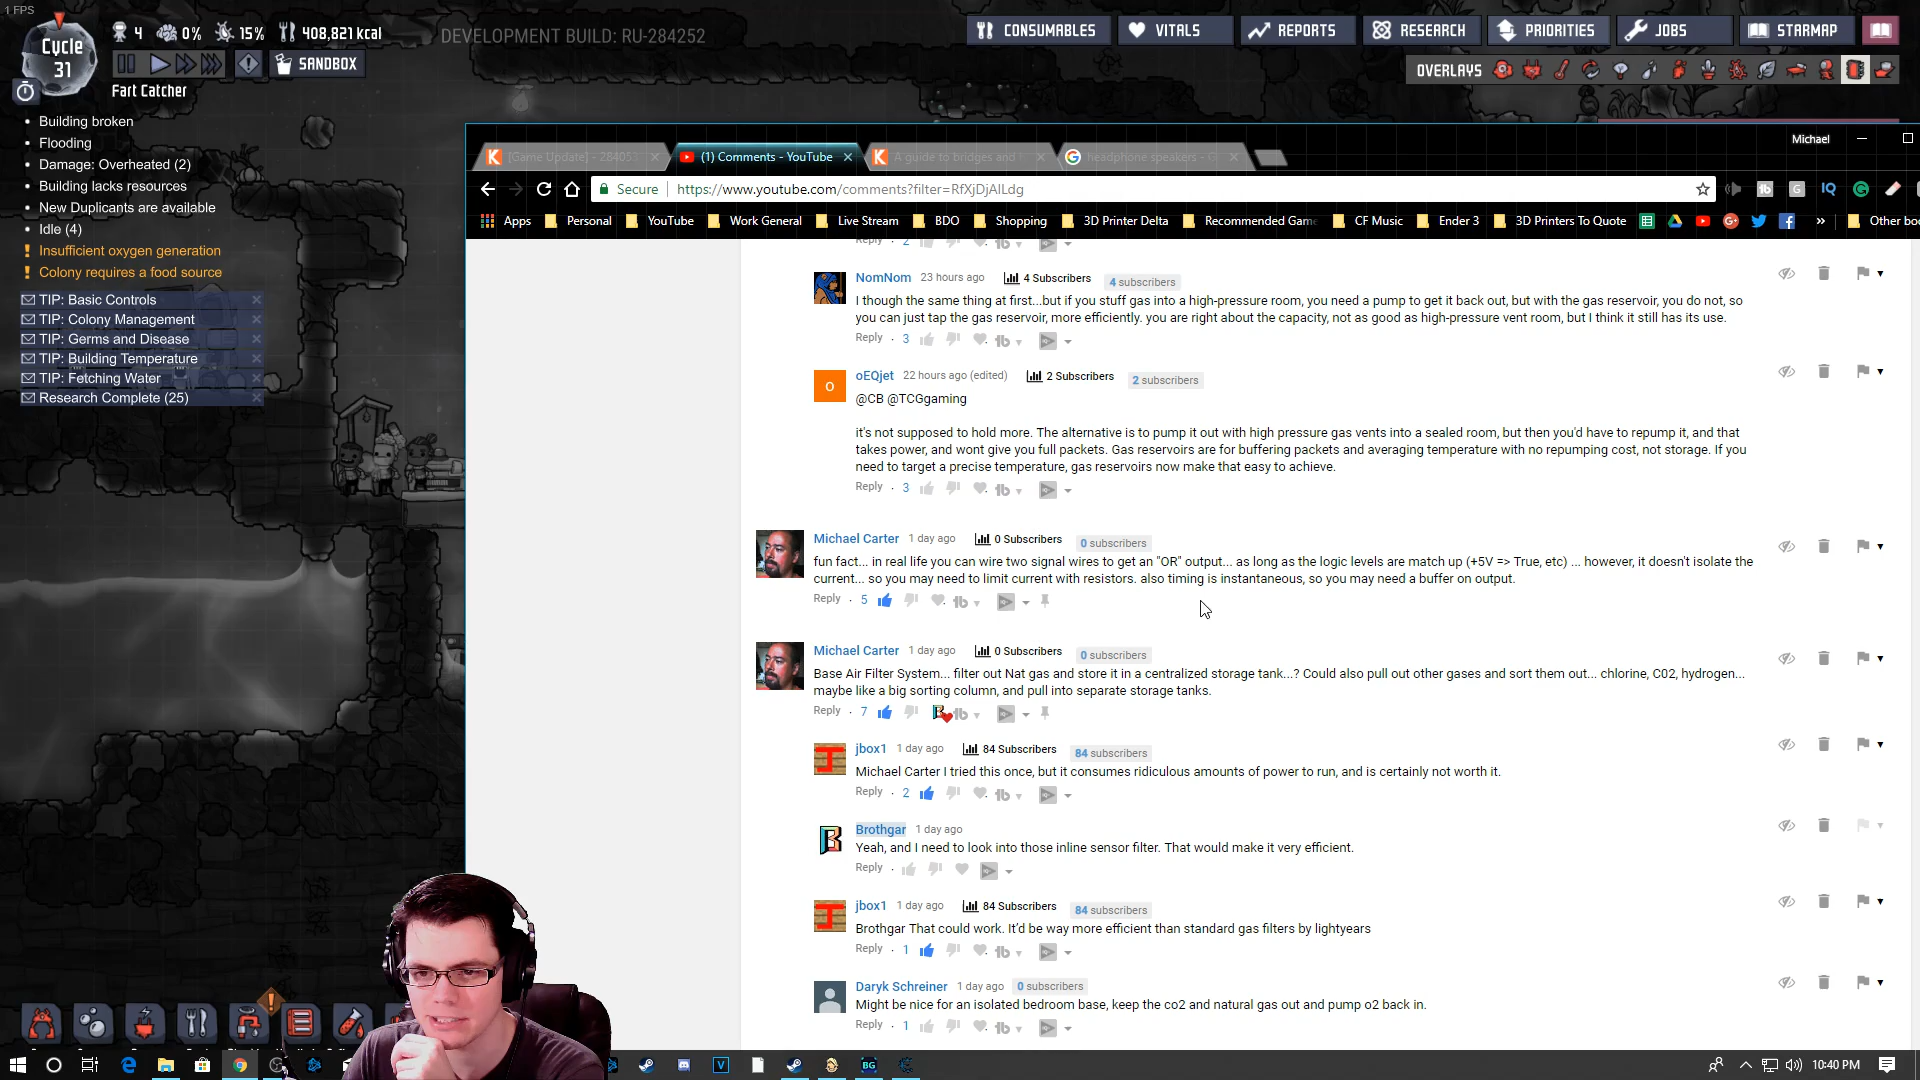 1 FPS
Cycle 31
4 0% 15% 408,821 kcal
DEVELOPMENT BUILD: RU-284252
CONSUMABLES VITALS REPORTS RESEARCH PRIORITIES JOBS STARMAP
SANDBOX
OVERLAYS
Fart Catcher
• Building broken
• Flooding
• Damage: Overheated (2)
• Building lacks resources
• New Duplicants are available
• Idle (4)
! Insufficient oxygen generation
! Colony requires a food source
TIP: Basic Controls
TIP: Colony Management
TIP: Germs and Disease
TIP: Building Temperature
TIP: Fetching Water
Research Complete (25)
Michael
[Game Update] - 284053 (1) Comments - YouTube A guide to bridges and headphone speakers - G
Secure https://www.youtube.com/comments?filter=RfXjDjAILdg
Apps Personal YouTube Work General Live Stream BDO Shopping 3D Printer Delta Recommended Game CF Music Ender 3 3D Printers To Quote » Other boo
Reply · 2
NomNom 23 hours ago 4 Subscribers 4 subscribers
I though the same thing at first...but if you stuff gas into a high-pressure room, you need a pump to get it back out, but with the gas reservoir, you do not, so
you can just tap the gas reservoir, more efficiently. you are right about the capacity, not as good as high-pressure vent room, but I think it still has its use.
Reply · 3
oEQjet 22 hours ago (edited) 2 Subscribers 2 subscribers
@CB @TCGgaming
it's not supposed to hold more. The alternative is to pump it out with high pressure gas vents into a sealed room, but then you'd have to repump it, and that
takes power, and wont give you full packets. Gas reservoirs are for buffering packets and averaging temperature with no repumping cost, not storage. If you
need to target a precise temperature, gas reservoirs now make that easy to achieve.
Reply · 3
Michael Carter 1 day ago 0 Subscribers 0 subscribers
fun fact... in real life you can wire two signal wires to get an "OR" output... as long as the logic levels are match up (+5V => True, etc) ... however, it doesn't isolate the
current... so you may need to limit current with resistors. also timing is instantaneous, so you may need a buffer on output.
Reply · 5
Michael Carter 1 day ago 0 Subscribers 0 subscribers
Base Air Filter System... filter out Nat gas and store it in a centralized storage tank...? Could also pull out other gases and sort them out... chlorine, C02, hydrogen...
maybe like a big sorting column, and pull into separate storage tanks.
Reply · 7
jbox1 1 day ago 84 Subscribers 84 subscribers
Michael Carter I tried this once, but it consumes ridiculous amounts of power to run, and is certainly not worth it.
Reply · 2
Brothgar 1 day ago
Yeah, and I need to look into those inline sensor filter. That would make it very efficient.
Reply ·
jbox1 1 day ago 84 Subscribers 84 subscribers
Brothgar That could work. It'd be way more efficient than standard gas filters by lightyears
Reply · 1
Daryk Schreiner 1 day ago 0 subscribers
Might be nice for an isolated bedroom base, keep the co2 and natural gas out and pump o2 back in.
Reply · 1
10:40 PM